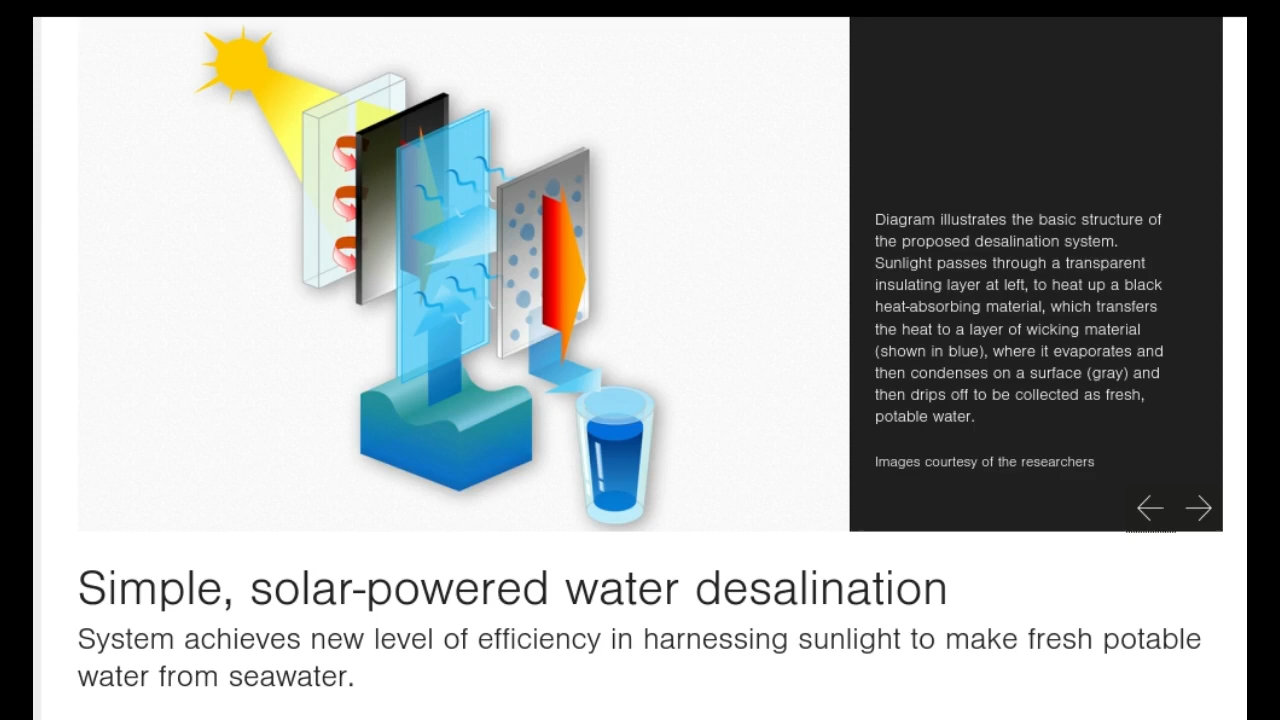 Diagram illustrates the basic structure of
the proposed desalination system.
Sunlight passes through a transparent
insulating layer at left, to heat up a black
heat-absorbing material, which transfers
the heat to a layer of wicking material
(shown in blue), where it evaporates and
then condenses on a surface (gray) and
then drips off to be collected as fresh,
potable water.
Images courtesy of the researchers
Simple, solar-powered water desalination
System achieves new level of efficiency in harnessing sunlight to make fresh potable
water from seawater.